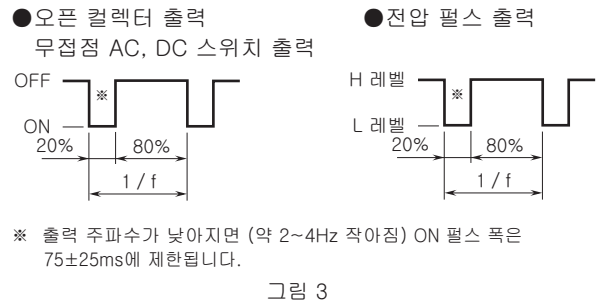 ●오픈 컬렉터 출력
무접점 AC, DC 스위치 출력
OFF
※
ON
20%
80%
1 / f
●전압 펄스 출력
H 레벨
※
L 레벨
20%
80%
1 / f
※ 출력 주파수가 낮아지면 (약 2~4Hz 작아짐) ON 펄스 폭은
75±25ms에 제한됩니다.
그림 3